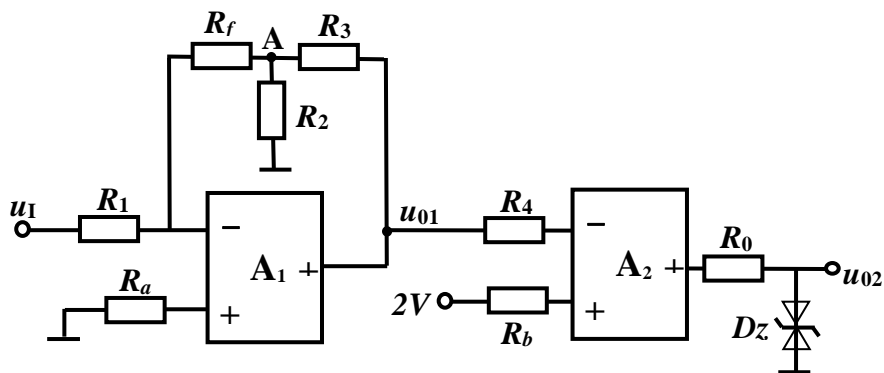 Rf
A
R3
R2
uI
R1
−
A1
+
+
Ra
u01
R4
−
A2
+
+
R0
u02
2V
Rb
Dz